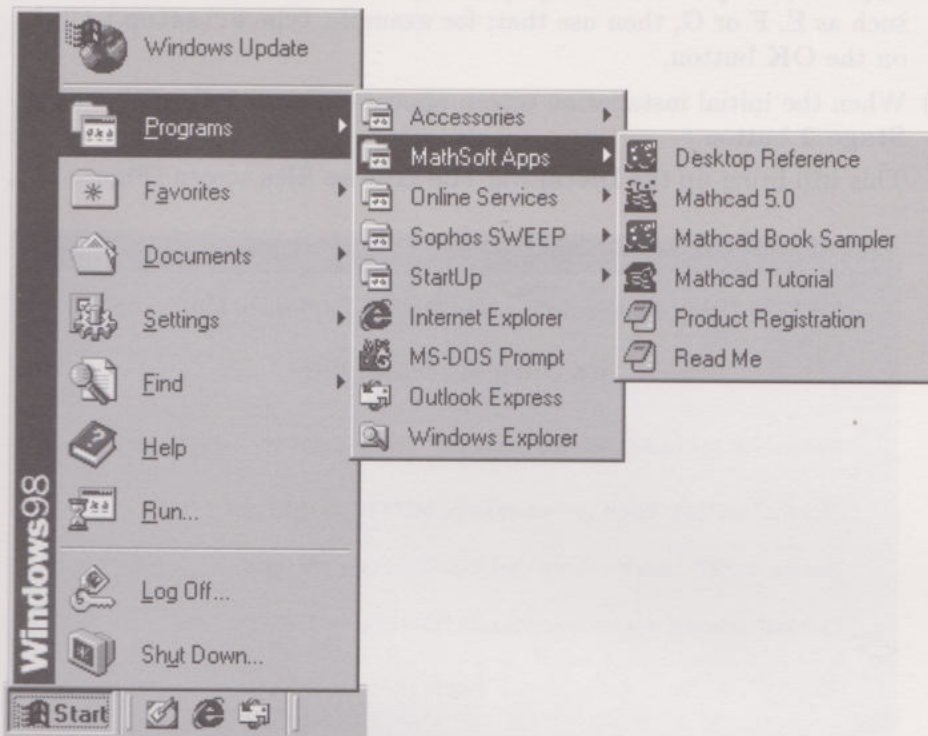 such as E, F or G, then use that; for example,
on the OK button.
When the initial
Windows Update
Programs
Favorites
Documents
Settings
Find
Help
Run...
Log Off...
Shut Down...
Windows98
Start
Accessories
MathSoft Apps
Online Services
Sophos SWEEP
StartUp
Internet Explorer
MS-DOS Prompt
Outlook Express
Windows Explorer
Desktop Reference
Mathcad 5.0
Mathcad Book Sampler
Mathcad Tutorial
Product Registration
Read Me